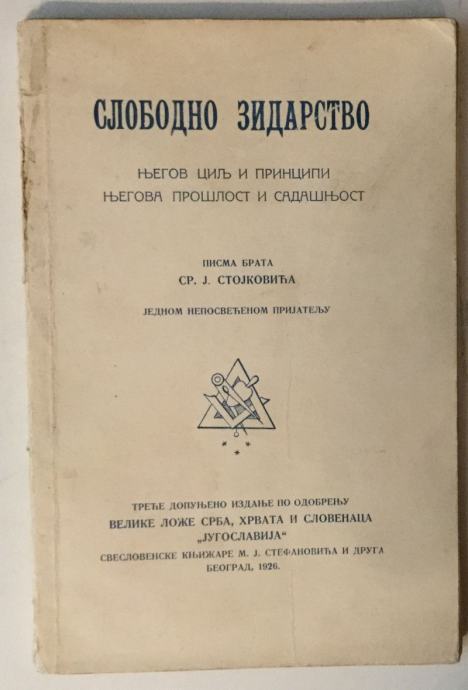 СЛОБОДНО ЗИДАРСТВО
ЊЕГОВ ЦИЉ И ПРИНЦИПИ
ЊЕГОВА ПРОШЛОСТ И САДАШЊОСТ
ПИСМА БРАТА
СР. Ј. СТОЈКОВИЋА
ЈЕДНОМ НЕПОСВЕЋЕНОМ ПРИЈАТЕЉУ
ТРЕЋЕ ДОПУЊЕНО ИЗДАЊЕ ПО ОДОБРЕЊУ
ВЕЛИКЕ ЛОЖЕ СРБА, ХРВАТА И СЛОВЕНАЦА
„ЈУГОСЛАВИЈА“
СВЕСЛОВЕНСКЕ КЊИЖАРЕ М. Ј. СТЕФАНОВИЋА И ДРУГА
БЕОГРАД, 1926.